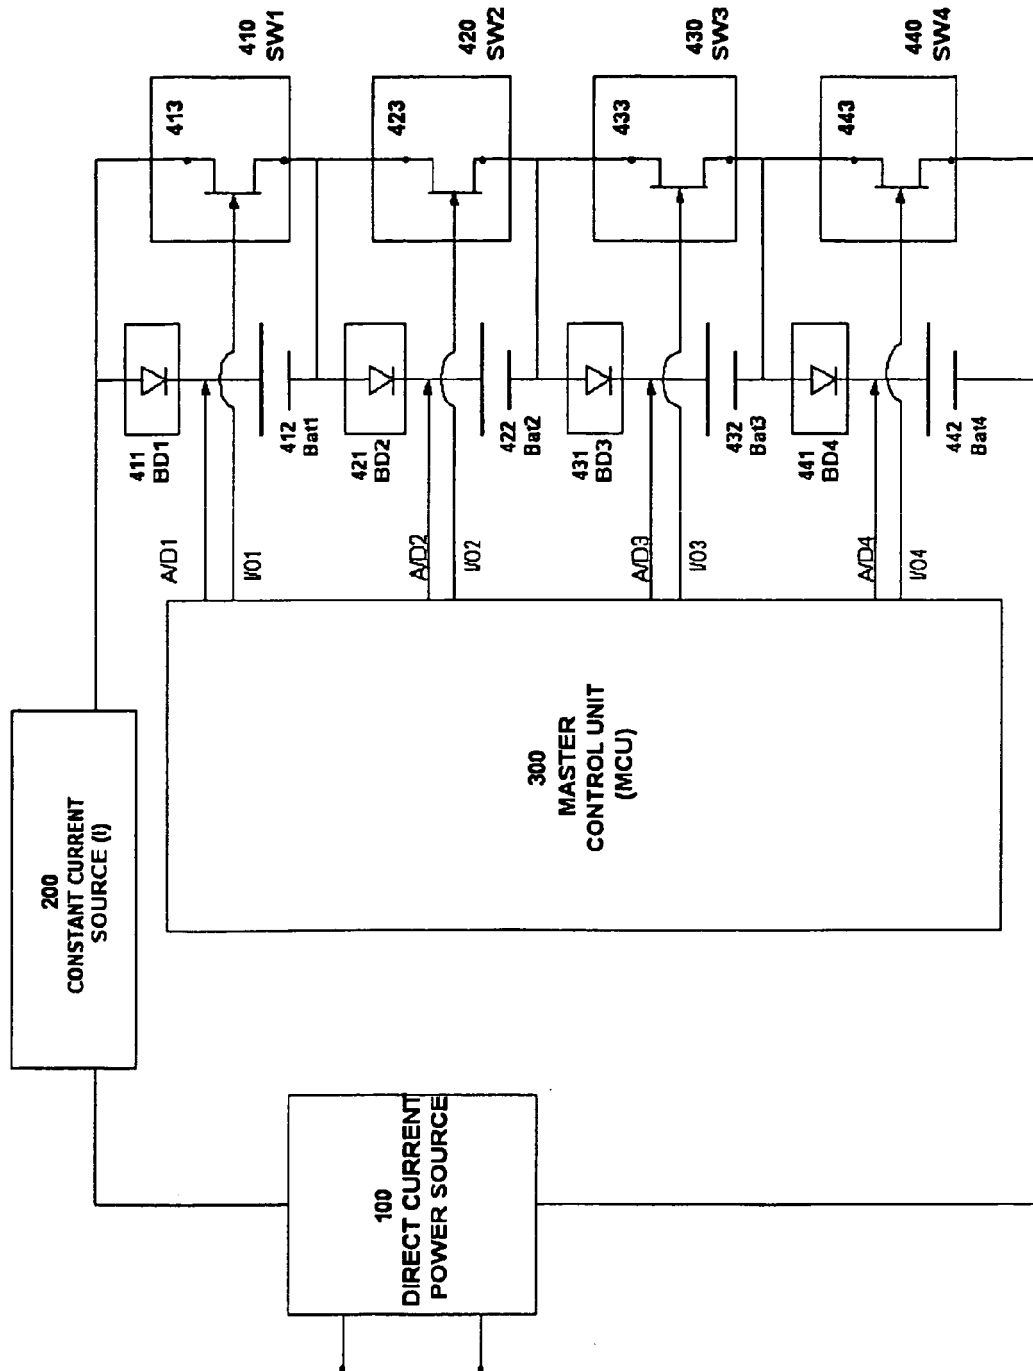 410
SW1
420
SW2
430
SW3
440
SW4
413
423
433
443
411
BD1
412
Bat1
421
BD2
422
Bat2
431
BD3
432
Bat3
441
BD4
442
Bat4
A/D1
I/O1
A/D2
I/O2
A/D3
I/O3
A/D4
I/O4
200
CONSTANT CURRENT
SOURCE (I)
300
MASTER
CONTROL UNIT
(MCU)
100
DIRECT CURRENT
POWER SOURCE